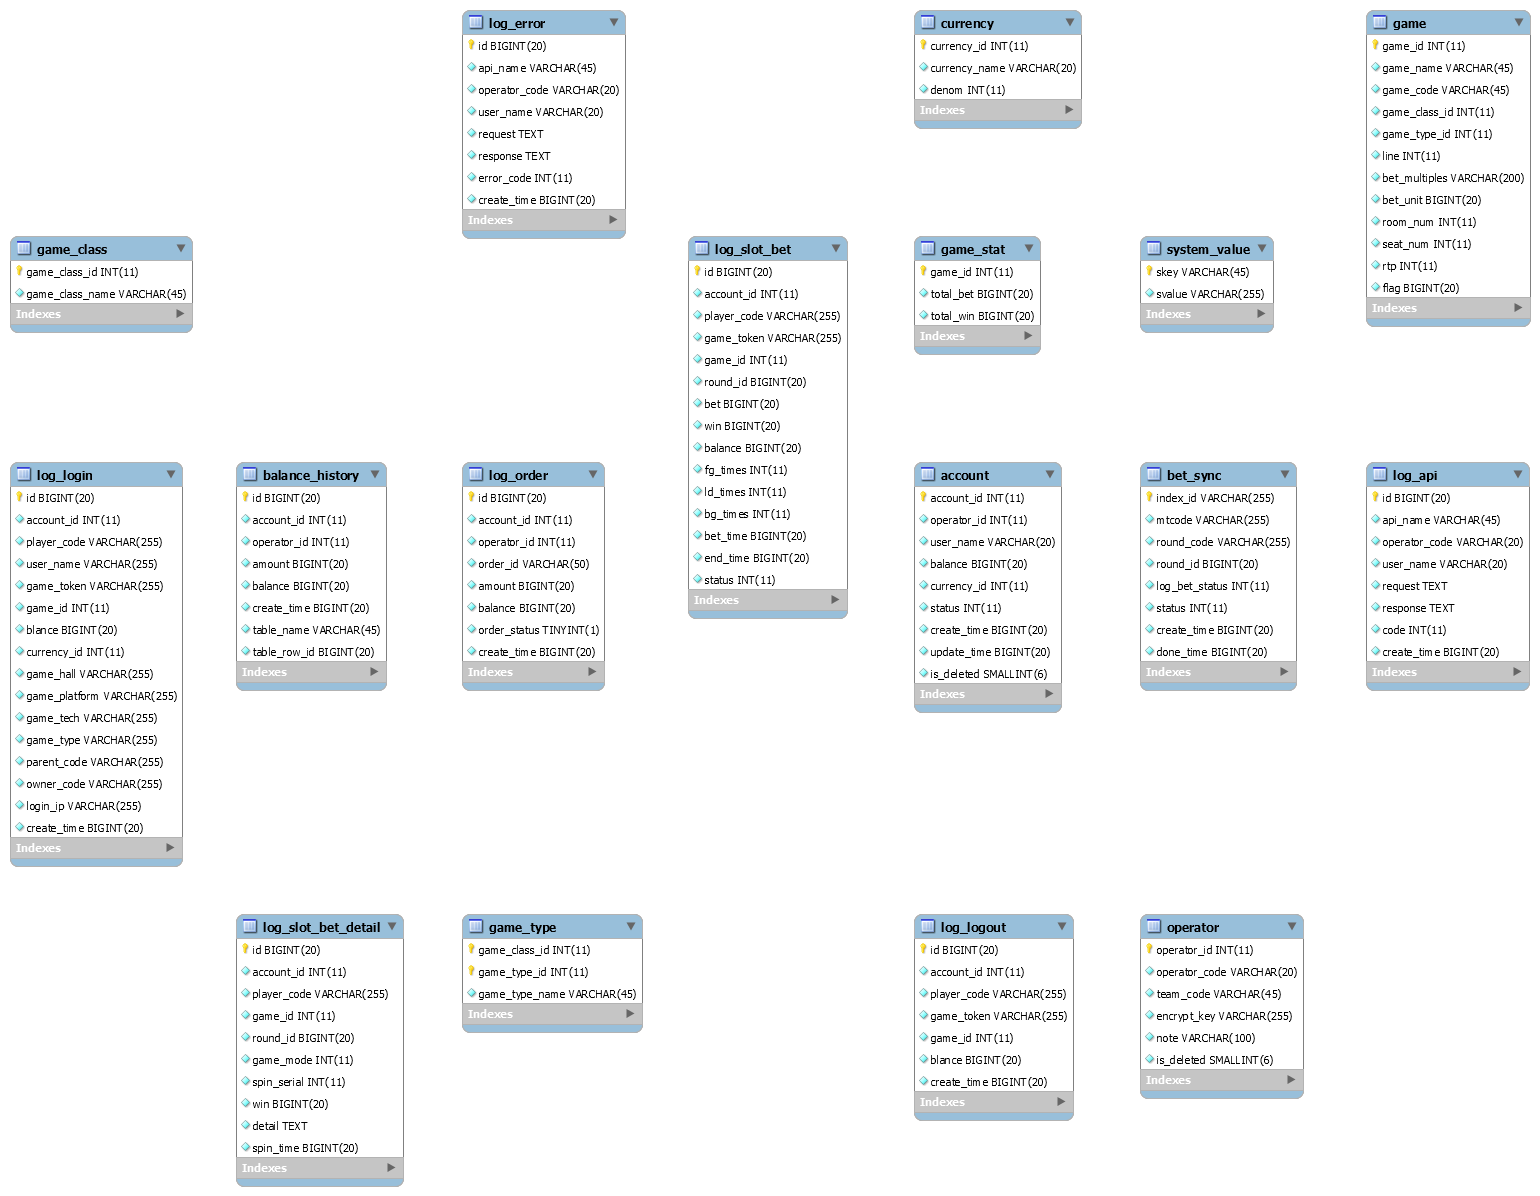 log_error
id BIGINT(20)
api_name VARCHAR(45)
operator_code VARCHAR(20)
user_name VARCHAR(20)
request TEXT
response TEXT
error_code INT(11)
create_time BIGINT(20)
Indexes
currency
currency_id INT(11)
currency_name VARCHAR(20)
denom INT(11)
Indexes
game
game_id INT(11)
game_name VARCHAR(45)
game_code VARCHAR(45)
game_class_id INT(11)
game_type_id INT(11)
line INT(11)
bet_multiples VARCHAR(200)
bet_unit BIGINT(20)
room_num INT(11)
seat_num INT(11)
rtp INT(11)
flag BIGINT(20)
Indexes
game_class
game_class_id INT(11)
game_class_name VARCHAR(45)
Indexes
log_slot_bet
id BIGINT(20)
account_id INT(11)
player_code VARCHAR(255)
game_token VARCHAR(255)
game_id INT(11)
round_id BIGINT(20)
bet BIGINT(20)
win BIGINT(20)
balance BIGINT(20)
fg_times INT(11)
ld_times INT(11)
bg_times INT(11)
bet_time BIGINT(20)
end_time BIGINT(20)
status INT(11)
Indexes
game_stat
game_id INT(11)
total_bet BIGINT(20)
total_win BIGINT(20)
Indexes
system_value
skey VARCHAR(45)
svalue VARCHAR(255)
Indexes
log_login
id BIGINT(20)
account_id INT(11)
player_code VARCHAR(255)
user_name VARCHAR(255)
game_token VARCHAR(255)
game_id INT(11)
blance BIGINT(20)
currency_id INT(11)
game_hall VARCHAR(255)
game_platform VARCHAR(255)
game_tech VARCHAR(255)
game_type VARCHAR(255)
parent_code VARCHAR(255)
owner_code VARCHAR(255)
login_ip VARCHAR(255)
create_time BIGINT(20)
Indexes
balance_history
id BIGINT(20)
account_id INT(11)
operator_id INT(11)
amount BIGINT(20)
balance BIGINT(20)
create_time BIGINT(20)
table_name VARCHAR(45)
table_row_id BIGINT(20)
Indexes
log_order
id BIGINT(20)
account_id INT(11)
operator_id INT(11)
order_id VARCHAR(50)
amount BIGINT(20)
balance BIGINT(20)
order_status TINYINT(1)
create_time BIGINT(20)
Indexes
account
account_id INT(11)
operator_id INT(11)
user_name VARCHAR(20)
balance BIGINT(20)
currency_id INT(11)
status INT(11)
create_time BIGINT(20)
update_time BIGINT(20)
is_deleted SMALLINT(6)
Indexes
bet_sync
index_id VARCHAR(255)
mtcode VARCHAR(255)
round_code VARCHAR(255)
round_id BIGINT(20)
log_bet_status INT(11)
status INT(11)
create_time BIGINT(20)
done_time BIGINT(20)
Indexes
log_api
id BIGINT(20)
api_name VARCHAR(45)
operator_code VARCHAR(20)
user_name VARCHAR(20)
request TEXT
response TEXT
code INT(11)
create_time BIGINT(20)
Indexes
log_slot_bet_detail
id BIGINT(20)
account_id INT(11)
player_code VARCHAR(255)
game_id INT(11)
round_id BIGINT(20)
game_mode INT(11)
spin_serial INT(11)
win BIGINT(20)
detail TEXT
spin_time BIGINT(20)
Indexes
game_type
game_class_id INT(11)
game_type_id INT(11)
game_type_name VARCHAR(45)
Indexes
log_logout
id BIGINT(20)
account_id INT(11)
player_code VARCHAR(255)
game_token VARCHAR(255)
game_id INT(11)
blance BIGINT(20)
create_time BIGINT(20)
Indexes
operator
operator_id INT(11)
operator_code VARCHAR(20)
team_code VARCHAR(45)
encrypt_key VARCHAR(255)
note VARCHAR(100)
is_deleted SMALLINT(6)
Indexes